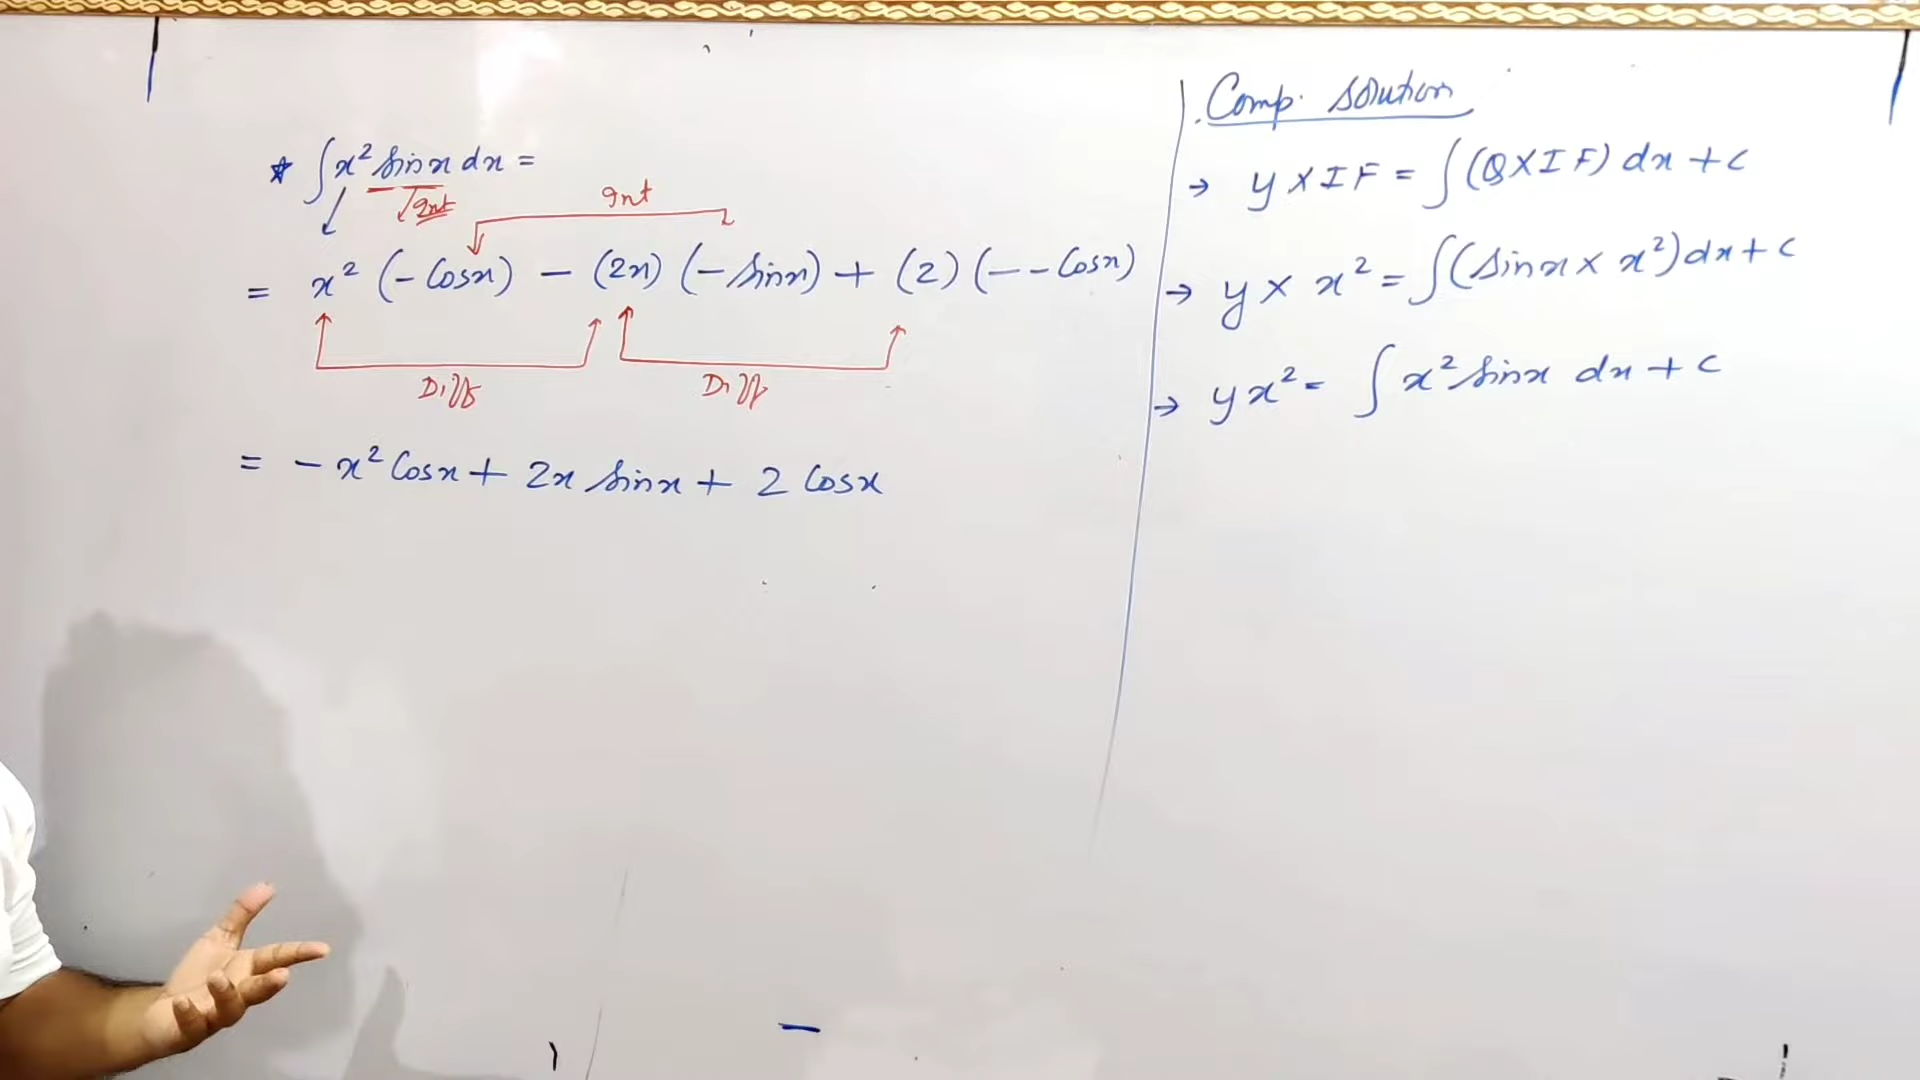 ☆ ∫x² sinx dx =
Int
Int
= x² (-Cosx) - (2x) (-sinx) + (2) (--Cosx)
Diff Diff
= -x² Cosx + 2x sinx + 2 Cosx
Comp. solution
→ y×IF = ∫(Q×IF) dx + c
→ y × x² = ∫(sinx × x²)dx + c
→ yx² = ∫ x² sinx dx + c